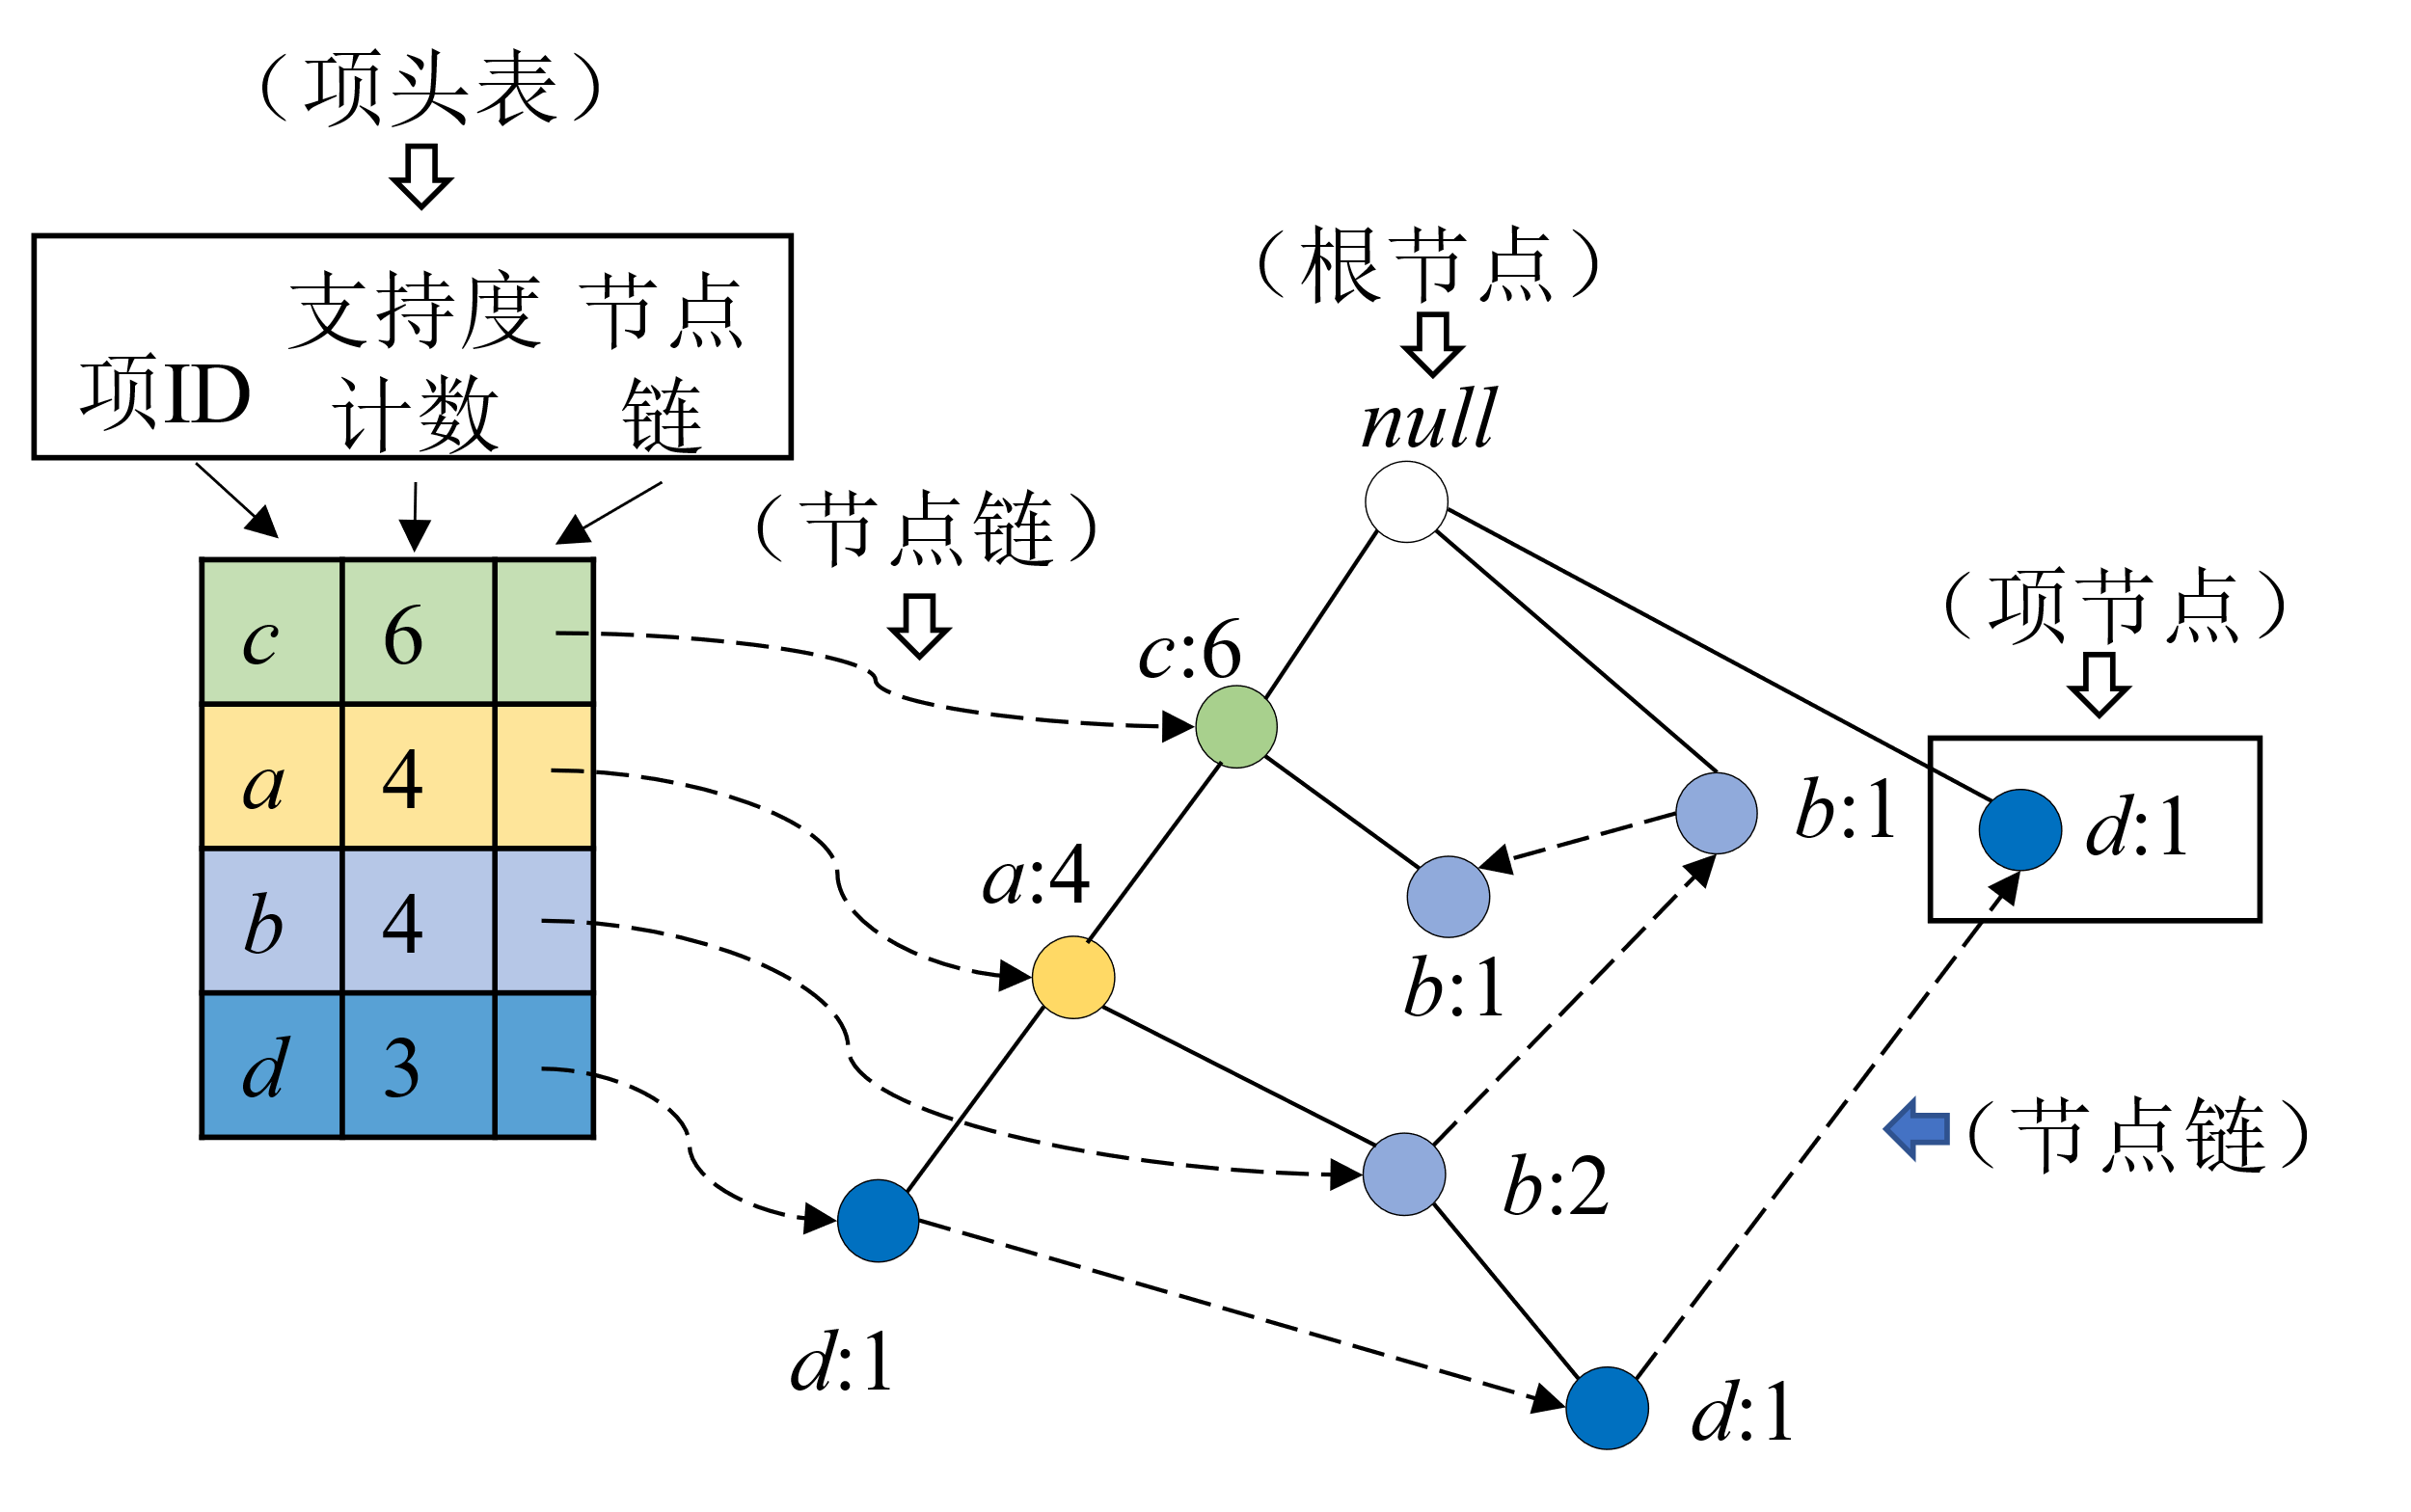 （项头表）
项ID
支持度
计数
节点
链
（根节点）
null
（节点链）
（项节点）
c 6
a 4
b 4
d 3
c:6
b:1
d:1
a:4
b:1
（节点链）
b:2
d:1
d:1